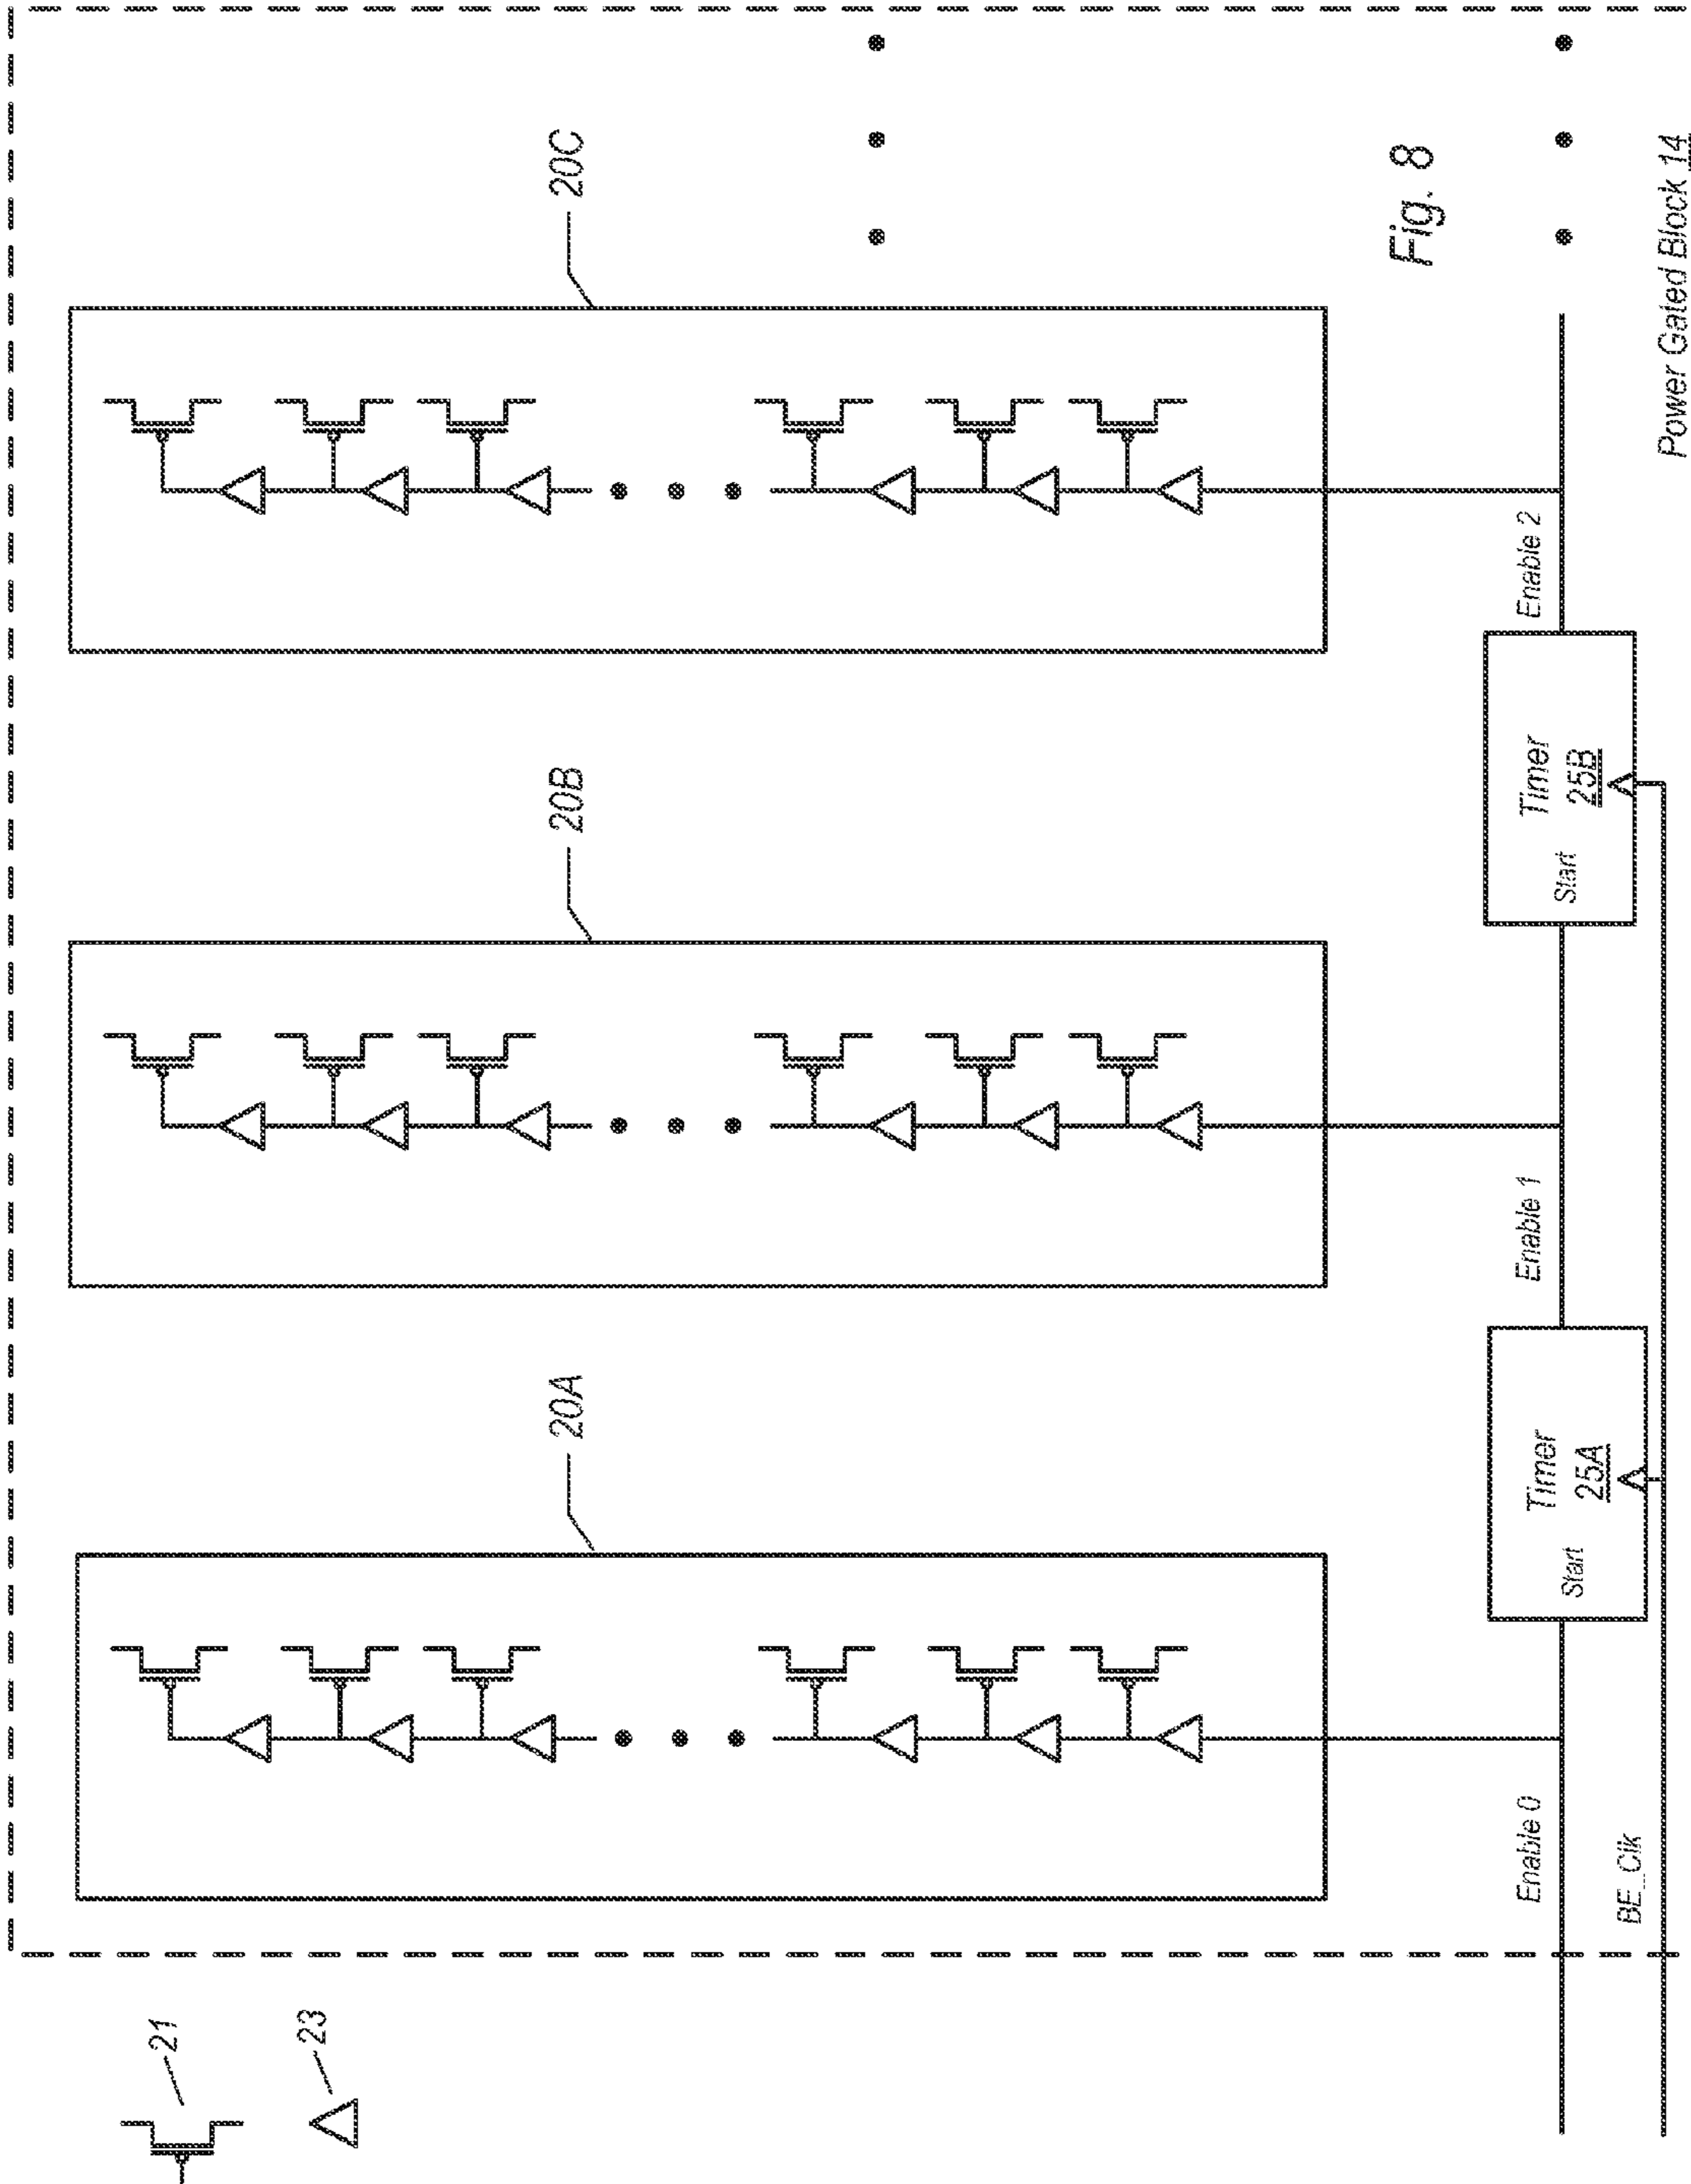 21
23
20A
20B
20C
Enable 0
BE_Clk
Start
Timer
25A
Enable 1
Start
Timer
25B
Enable 2
Fig. 8
Power Gated Block 14